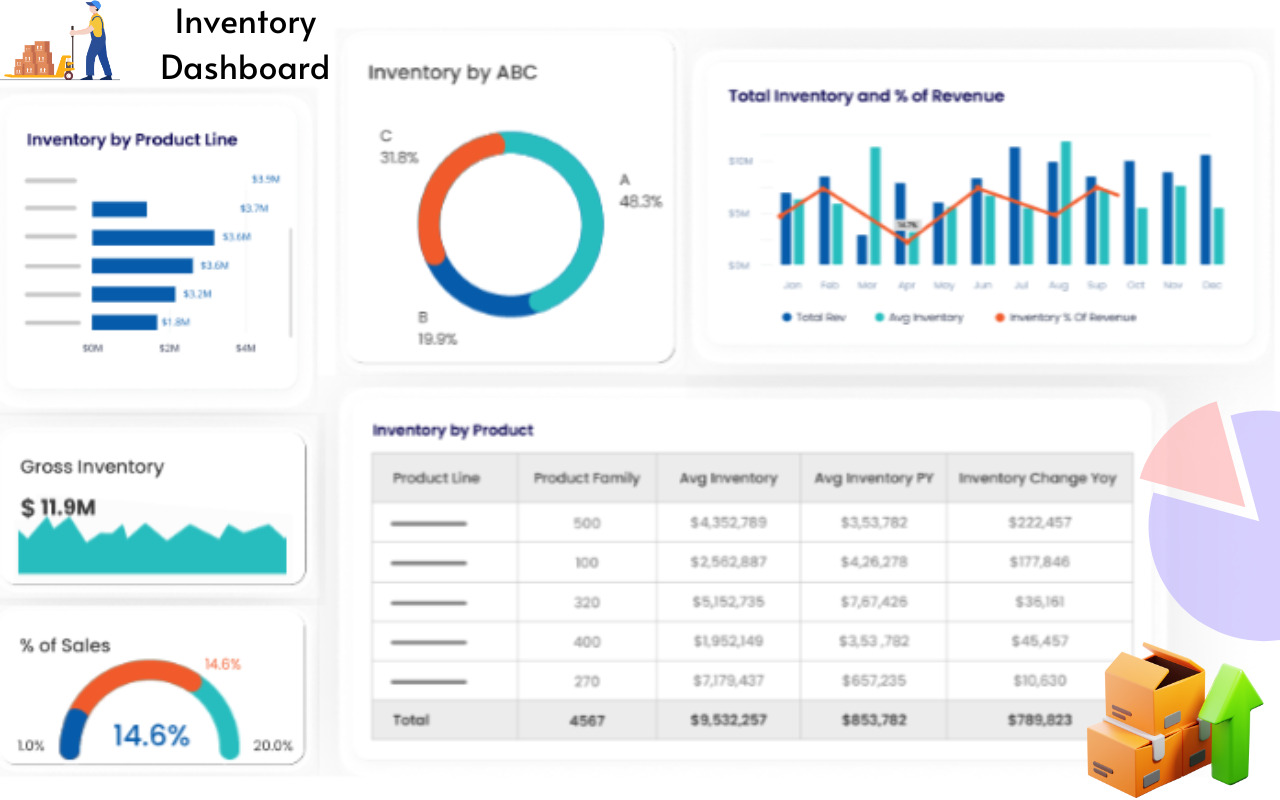 Inventory
Dashboard
Inventory by Product Line
$3.9M
$3.7M
$3.6M
$3.6M
$3.2M
$1.8M
$0M $2M $4M
Inventory by ABC
C
31.8%
A
48.3%
B
19.9%
Total Inventory and % of Revenue
$10M
$5M
$0M
Jan Feb Mar Apr May Jun Jul Aug Sup Oct Nov Dec
Total Rev Avg Inventory Inventory % Of Revenue
Gross Inventory
$ 11.9M
% of Sales
14.6%
14.6%
1.0% 20.0%
Inventory by Product
Product Line Product Family Avg Inventory Avg Inventory PY Inventory Change Yoy
500 $4,352,789 $3,53,782 $222,457
100 $2,562,887 $4,26,278 $177,846
320 $5,152,735 $7,67,426 $36,161
400 $1,952,149 $3,53 ,782 $45,457
270 $7,179,437 $657,235 $10,630
Total 4567 $9,532,257 $853,782 $789,823